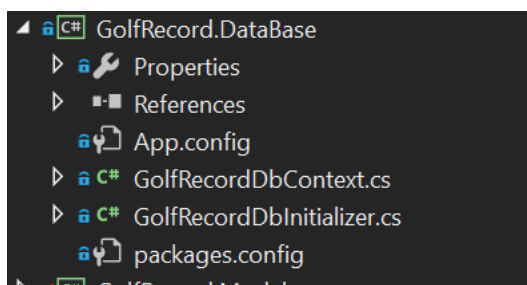 C# GolfRecord.DataBase
Properties
References
App.config
C# GolfRecordDbContext.cs
C# GolfRecordDbInitializer.cs
packages.config